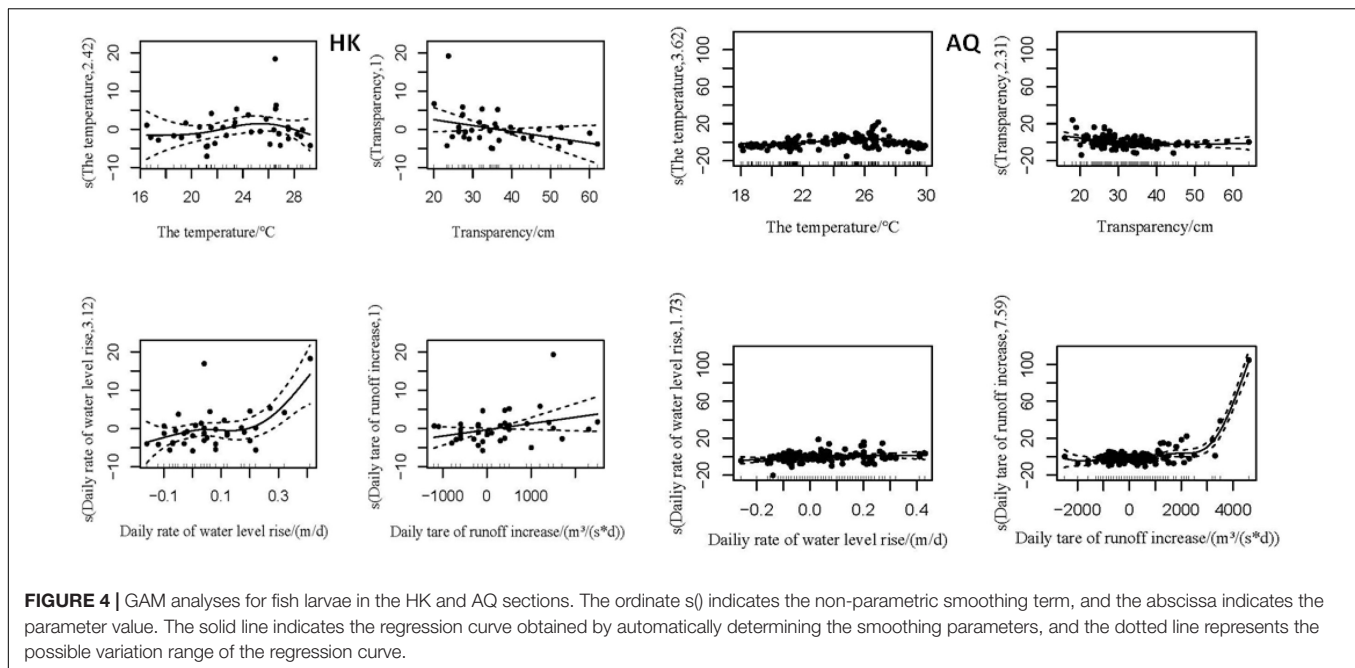 HK
AQ
s(The temperature,2.42)
−10 0 5 10 20
16 20 24 28
The temperature/°C
s(Transparency,1)
−10 0 10 20
20 30 40 50 60
Transparency/cm
s(The temperature,3.62)
−20 20 60 100
18 20 22 24 26 28 30
The temperature/°C
s(Transparency,2.31)
−20 20 60 100
20 30 40 50 60
Transparency/cm
s(Daily rate of water level rise,3.12)
−10 0 5 10 20
−0.1 0.1 0.3
Daily rate of water level rise/(m/d)
s(Daily tare of runoff increase,1)
−10 0 5 10 20
−1000 0 1000
Daily tare of runoff increase/(m³/(s*d))
s(Dailiy rate of water level rise,1.73)
−20 20 60 100
−0.2 0.0 0.2 0.4
Dailiy rate of water level rise/(m/d)
s(Daily tare of runoff increase,7.59)
−20 20 60 100
−2000 0 2000 4000
Daily tare of runoff increase/(m³/(s*d))
FIGURE 4 | GAM analyses for fish larvae in the HK and AQ sections. The ordinate s() indicates the non-parametric smoothing term, and the abscissa indicates the
parameter value. The solid line indicates the regression curve obtained by automatically determining the smoothing parameters, and the dotted line represents the
possible variation range of the regression curve.